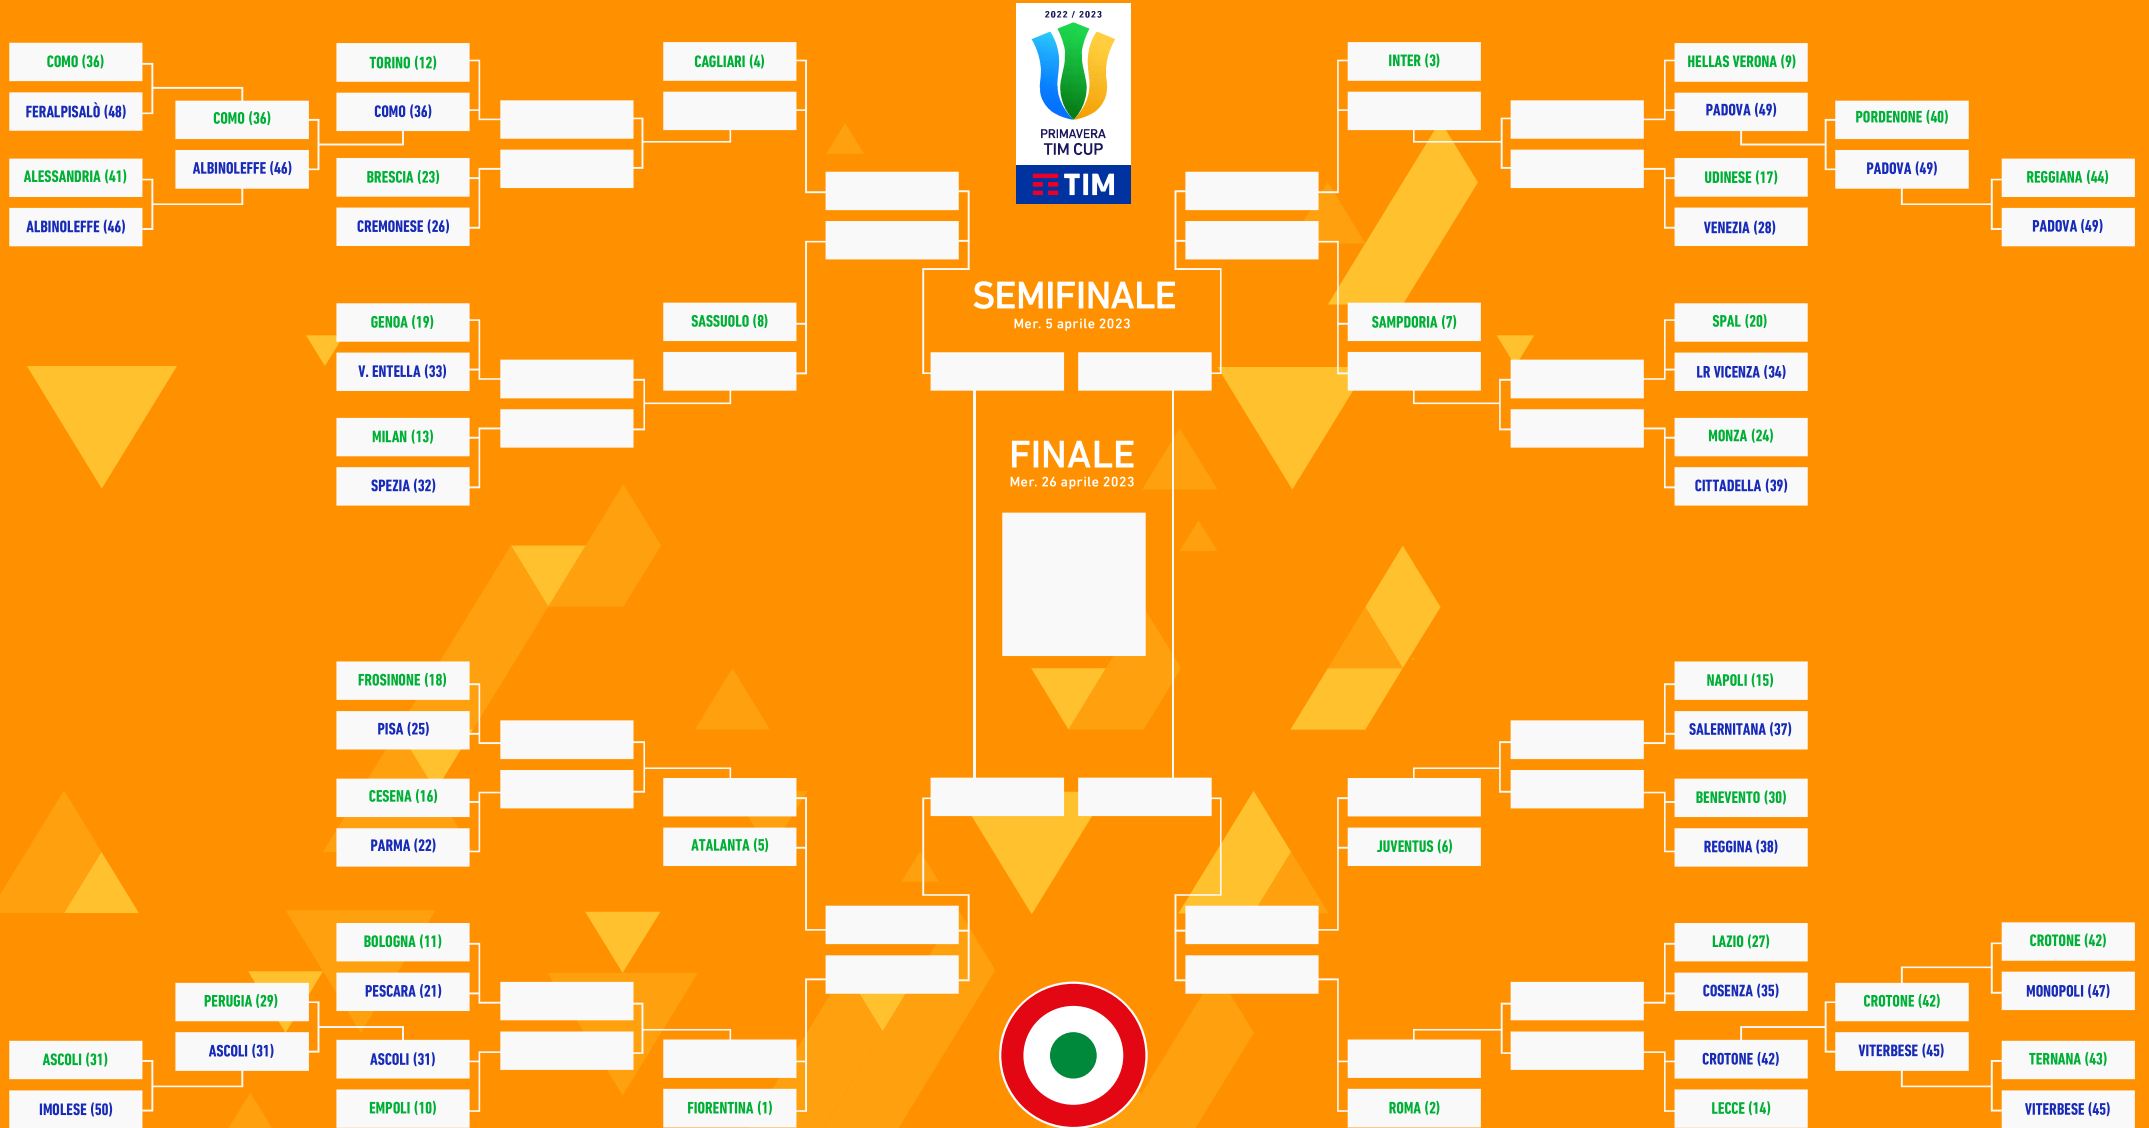 2022 / 2023
PRIMAVERA
TIM CUP
TIM
COMO (36)
FERALPISALÒ (48)
ALESSANDRIA (41)
ALBINOLEFFE (46)
COMO (36)
ALBINOLEFFE (46)
TORINO (12)
COMO (36)
BRESCIA (23)
CREMONESE (26)
CAGLIARI (4)
GENOA (19)
V. ENTELLA (33)
MILAN (13)
SPEZIA (32)
SASSUOLO (8)
INTER (3)
HELLAS VERONA (9)
PADOVA (49)
UDINESE (17)
VENEZIA (28)
PORDENONE (40)
PADOVA (49)
REGGIANA (44)
PADOVA (49)
SAMPDORIA (7)
SPAL (20)
LR VICENZA (34)
MONZA (24)
CITTADELLA (39)
SEMIFINALE
Mer. 5 aprile 2023
FINALE
Mer. 26 aprile 2023
FROSINONE (18)
PISA (25)
CESENA (16)
PARMA (22)
ATALANTA (5)
BOLOGNA (11)
PESCARA (21)
PERUGIA (29)
ASCOLI (31)
ASCOLI (31)
IMOLESE (50)
ASCOLI (31)
EMPOLI (10)
FIORENTINA (1)
NAPOLI (15)
SALERNITANA (37)
BENEVENTO (30)
REGGINA (38)
JUVENTUS (6)
LAZIO (27)
COSENZA (35)
CROTONE (42)
LECCE (14)
ROMA (2)
CROTONE (42)
VITERBESE (45)
CROTONE (42)
MONOPOLI (47)
TERNANA (43)
VITERBESE (45)